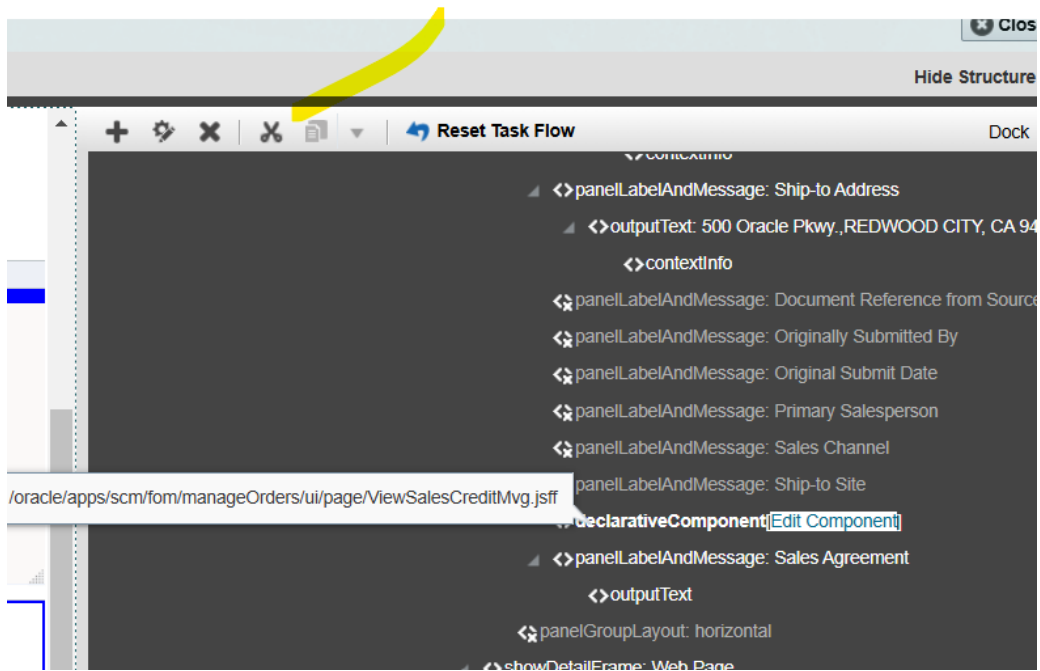 Clos
Hide Structure
Reset Task Flow
Dock
contextInfo
panelLabelAndMessage: Ship-to Address
outputText: 500 Oracle Pkwy.,REDWOOD CITY, CA 94
contextInfo
panelLabelAndMessage: Document Reference from Source
panelLabelAndMessage: Originally Submitted By
panelLabelAndMessage: Original Submit Date
panelLabelAndMessage: Primary Salesperson
panelLabelAndMessage: Sales Channel
panelLabelAndMessage: Ship-to Site
/oracle/apps/scm/fom/manageOrders/ui/page/ViewSalesCreditMvg.jsff
declarativeComponent[Edit Component]
panelLabelAndMessage: Sales Agreement
outputText
panelGroupLayout: horizontal
showDetailFrame: Web Page